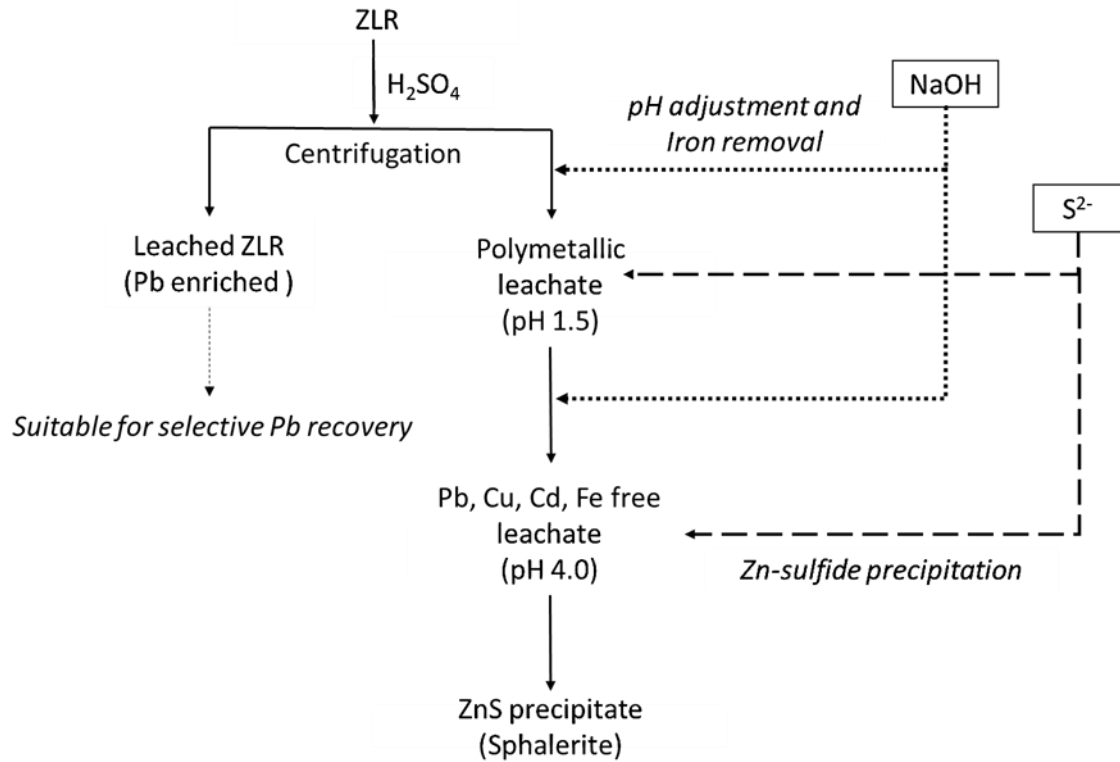 ZLR
H₂SO₄
Centrifugation
NaOH
pH adjustment and
Iron removal
S²⁻
Leached ZLR
(Pb enriched )
Polymetallic
leachate
(pH 1.5)
Suitable for selective Pb recovery
Pb, Cu, Cd, Fe free
leachate
(pH 4.0)
Zn-sulfide precipitation
ZnS precipitate
(Sphalerite)